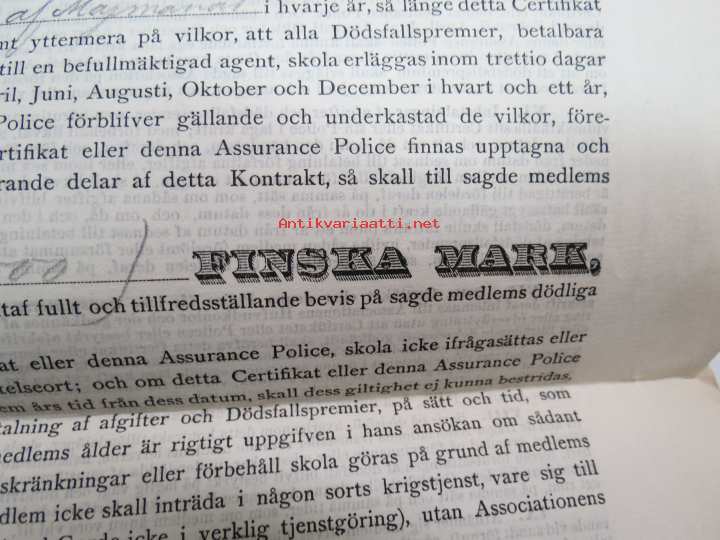 af Maj månad i hvarje år, så länge detta Certifikat
nt yttermera på vilkor, att alla Dödsfallspremier, betalbara
till en befullmäktigad agent, skola erläggas inom trettio dagar
ril, Juni, Augusti, Oktober och December i hvart och ett år,
Police förblifver gällande och underkastad de vilkor, före-
ertifikat eller denna Assurance Police finnas upptagna och
rande delar af detta Kontrakt, så skall till sagde medlems
Antikvariaatti.net
FINSKA MARK,
taf fullt och tillfredsställande bevis på sagde medlems dödliga
at eller denna Assurance Police, skola icke ifrågasättas eller
telseort; och om detta Certifikat eller denna Assurance Police
em års tid från dess datum, skall dess giltighet ej kunna bestridas,
talning af afgifter och Dödsfallspremier, på sätt och tid, som
medlems ålder är rigtigt uppgifven i hans ansökan om sådant
skränkningar eller förbehåll skola göras på grund af medlems
dlem icke skall inträda i någon sorts krigstjenst, vare sig till
icke i verklig tjenstgöring), utan Associationens